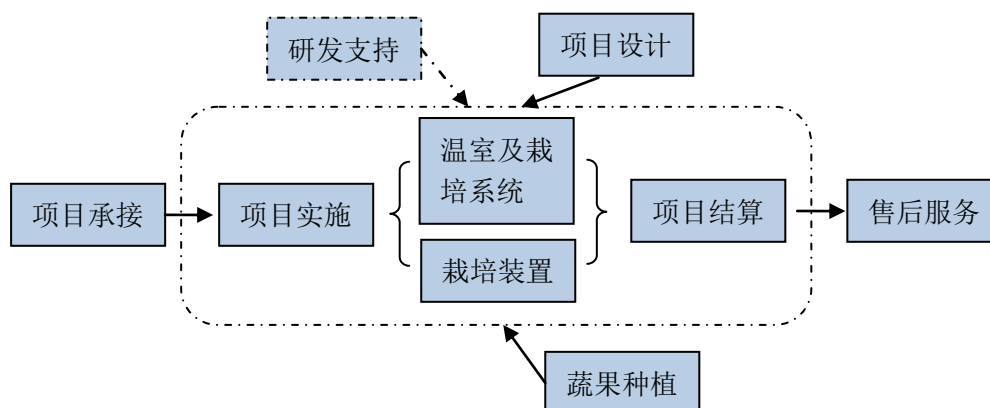 研发支持
项目设计
温室及栽
培系统
项目承接
项目实施
项目结算
售后服务
栽培装置
蔬果种植